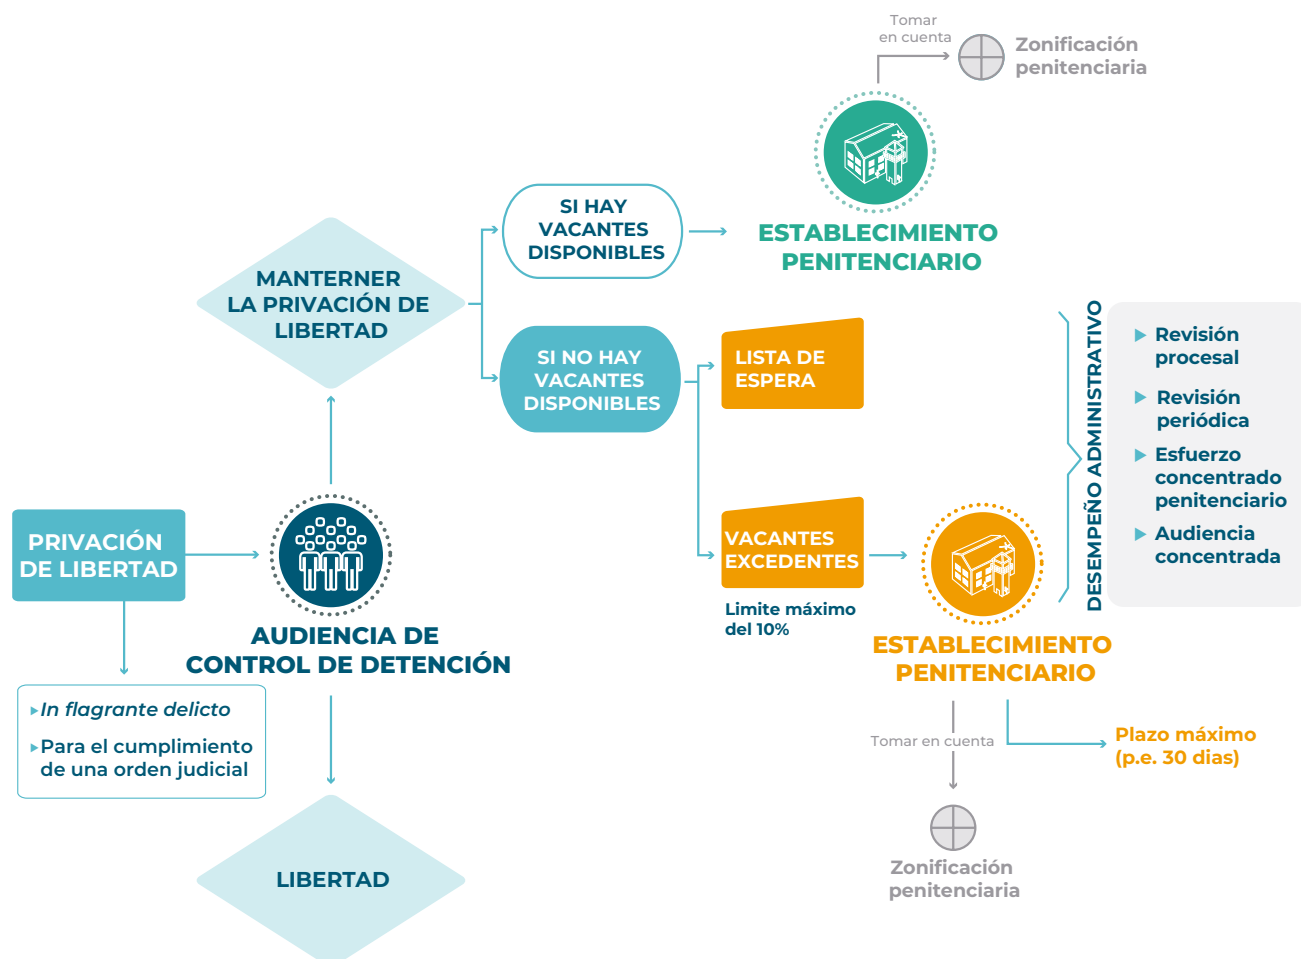 Tomar
en cuenta
Zonificación
penitenciaria
SI HAY
VACANTES
DISPONIBLES
ESTABLECIMIENTO
PENITENCIARIO
MANTERNER
LA PRIVACIÓN DE
LIBERTAD
SI NO HAY
VACANTES
DISPONIBLES
LISTA DE
ESPERA
DESEMPEÑO ADMINISTRATIVO
Revisión
procesal
Revisión
periódica
Esfuerzo
concentrado
penitenciario
Audiencia
concentrada
PRIVACIÓN
DE LIBERTAD
VACANTES
EXCEDENTES
Limite máximo
del 10%
AUDIENCIA DE
CONTROL DE DETENCIÓN
ESTABLECIMIENTO
PENITENCIARIO
In flagrante delicto
Para el cumplimiento
de una orden judicial
Tomar en cuenta
Plazo máximo
(p.e. 30 dias)
Zonificación
penitenciaria
LIBERTAD